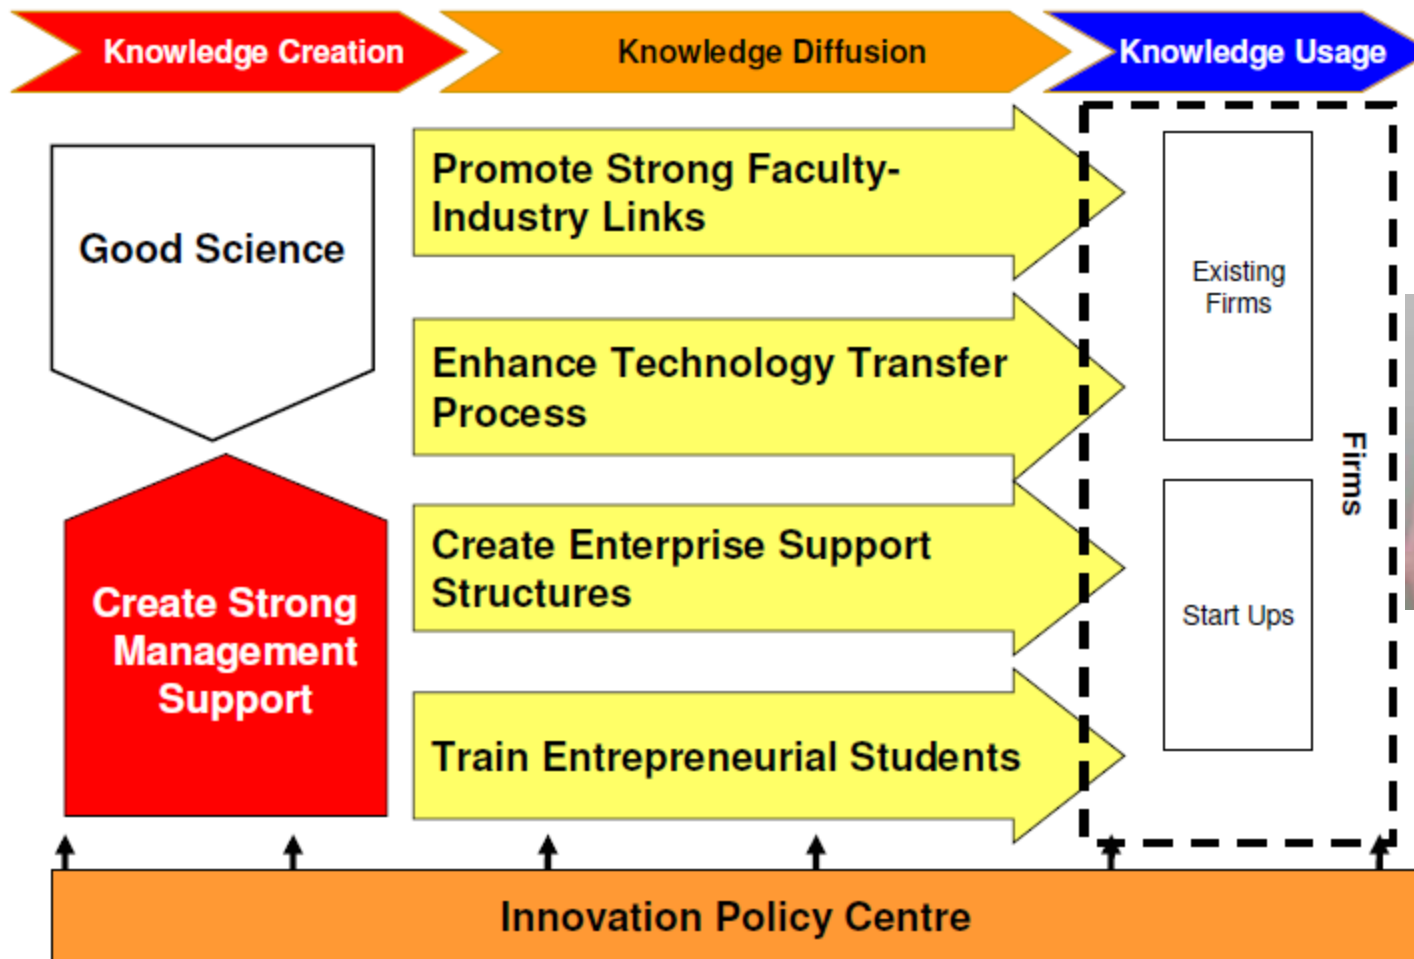 Knowledge Creation
Knowledge Diffusion
Knowledge Usage
Good Science
Create Strong
Management
Support
Promote Strong Faculty-
Industry Links
Enhance Technology Transfer
Process
Create Enterprise Support
Structures
Train Entrepreneurial Students
Existing
Firms
Start Ups
Firms
Innovation Policy Centre